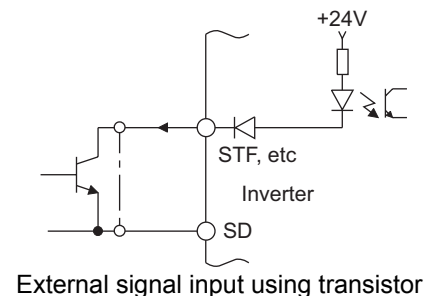 +24V
STF, etc
Inverter
SD
External signal input using transistor